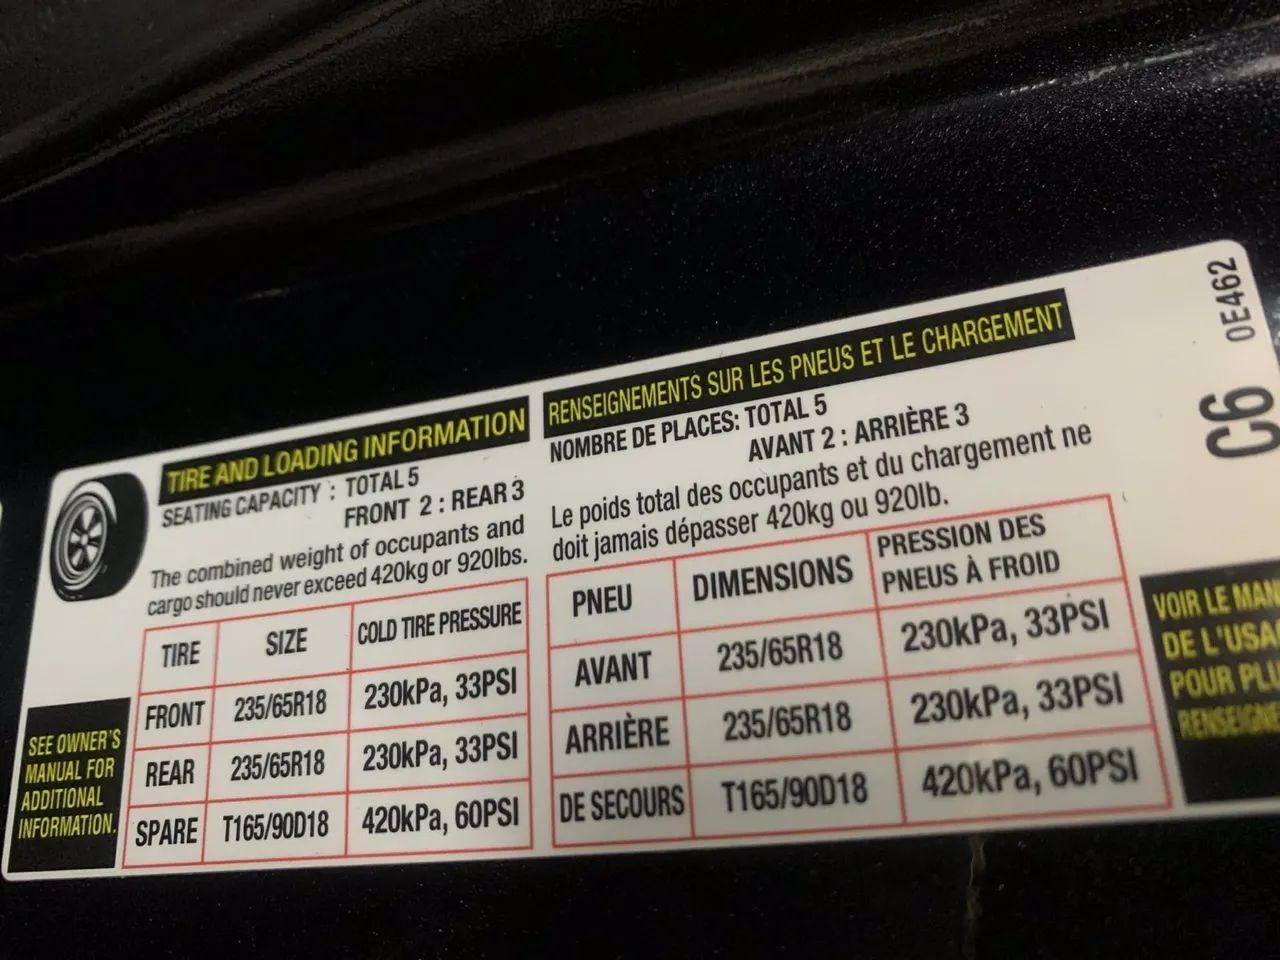 TIRE AND LOADING INFORMATION
SEATING CAPACITY : TOTAL 5
FRONT 2 : REAR 3
The combined weight of occupants and
cargo should never exceed 420kg or 920lbs.
TIRE SIZE COLD TIRE PRESSURE
FRONT 235/65R18 230kPa, 33PSI
REAR 235/65R18 230kPa, 33PSI
SPARE T165/90D18 420kPa, 60PSI
SEE OWNER'S
MANUAL FOR
ADDITIONAL
INFORMATION.
RENSEIGNEMENTS SUR LES PNEUS ET LE CHARGEMENT
NOMBRE DE PLACES: TOTAL 5
AVANT 2 : ARRIÈRE 3
Le poids total des occupants et du chargement ne
doit jamais dépasser 420kg ou 920lb.
PNEU DIMENSIONS PRESSION DES
PNEUS À FROID
AVANT 235/65R18 230kPa, 33PSI
ARRIÈRE 235/65R18 230kPa, 33PSI
DE SECOURS T165/90D18 420kPa, 60PSI
VOIR LE MAN
DE L'USA
POUR PLU
RENSEIGNE
C6 0E462